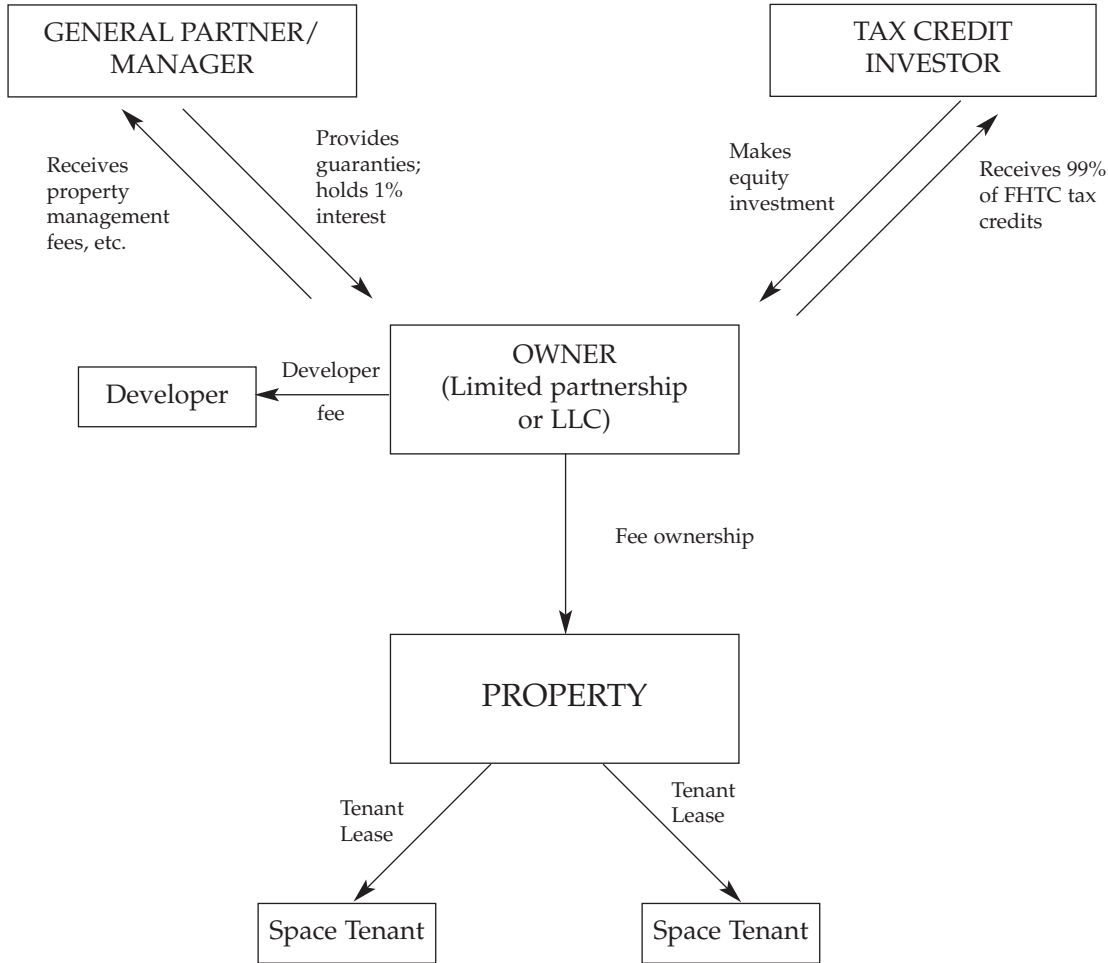 GENERAL PARTNER/
MANAGER
TAX CREDIT
INVESTOR
Receives
property
management
fees, etc.
Provides
guaranties;
holds 1%
interest
Makes
equity
investment
Receives 99%
of FHTC tax
credits
Developer
Developer
fee
OWNER
(Limited partnership
or LLC)
Fee ownership
PROPERTY
Tenant
Lease
Tenant
Lease
Space Tenant
Space Tenant